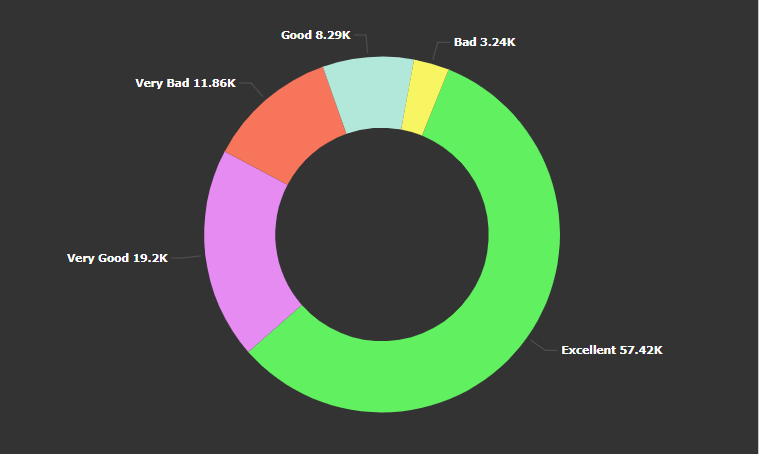 Good 8.29K
Bad 3.24K
Very Bad 11.86K
Very Good 19.2K
Excellent 57.42K